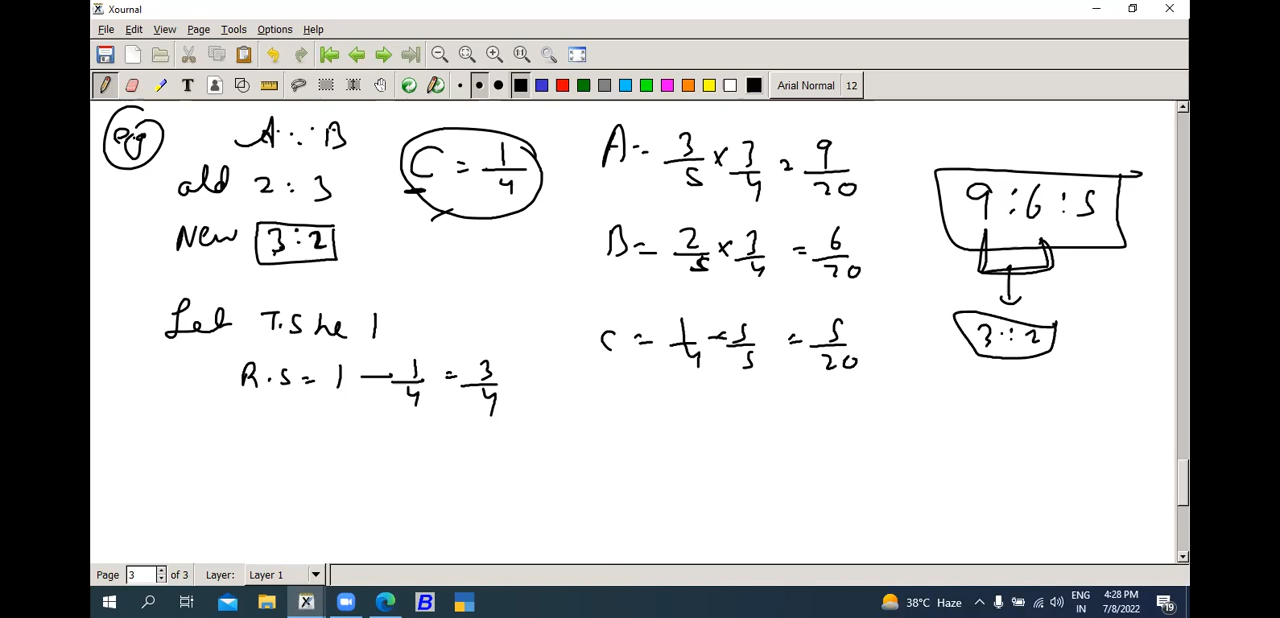 Xournal
File Edit View Page Tools Options Help
T Arial Normal 12
eg
A : B
old 2 : 3
New 3 : 2
C = 1/4
Let T.S be 1
R.S = 1 — 1/4 = 3/4
A = 3/5 × 3/4 = 9/20
B = 2/5 × 3/4 = 6/20
C = 1/4 × 5/5 = 5/20
9 : 6 : 5
3 : 2
Page 3 of 3 Layer: Layer 1
B 38°C Haze ENG IN 4:28 PM 7/8/2022 19